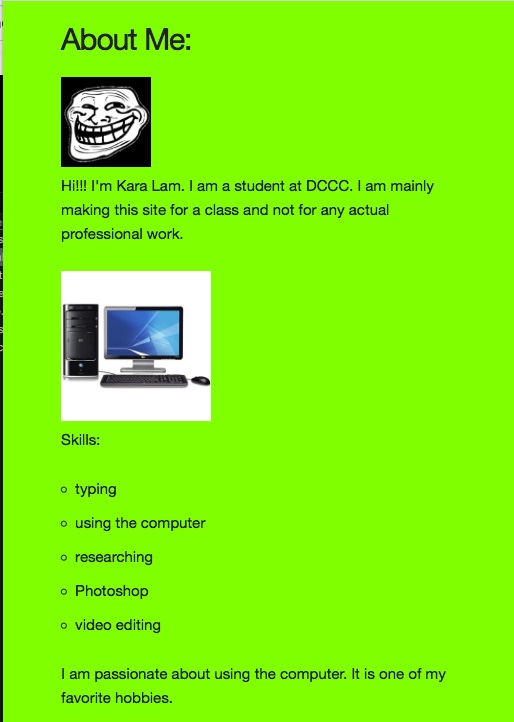 About Me:
Hi!!! I'm Kara Lam. I am a student at DCCC. I am mainly
making this site for a class and not for any actual
professional work.
Skills:
typing
using the computer
researching
Photoshop
video editing
I am passionate about using the computer. It is one of my
favorite hobbies.